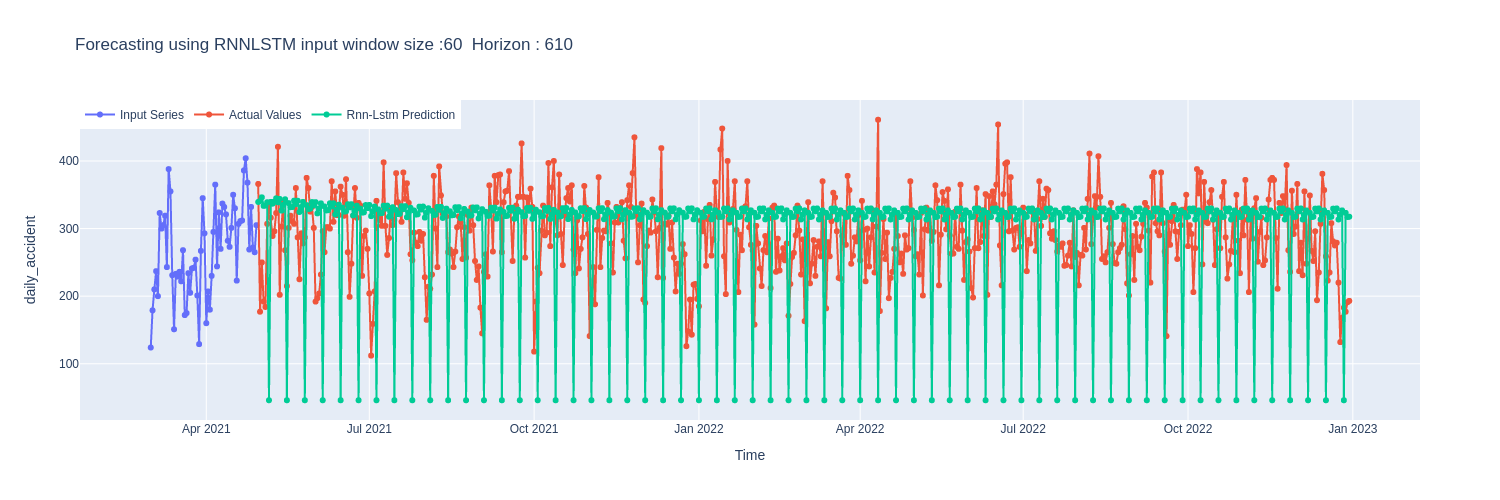 Forecasting using RNNLSTM input window size :60  Horizon : 610
Input Series
Actual Values
Rnn-Lstm Prediction
400
300
200
100
daily_accident
Apr 2021
Jul 2021
Oct 2021
Jan 2022
Apr 2022
Jul 2022
Oct 2022
Jan 2023
Time